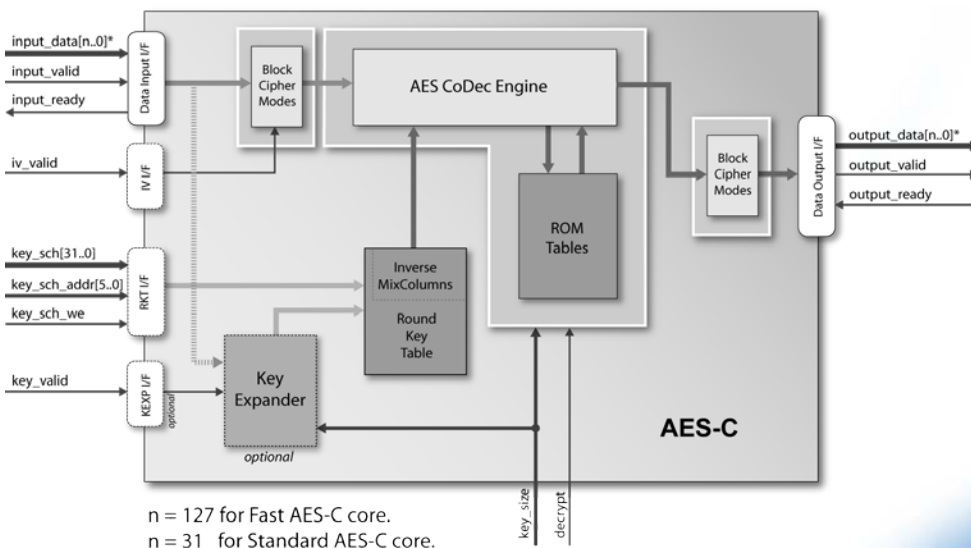 input_data[n..0]*
input_valid
input_ready
Data Input I/F
iv_valid
IV I/F
key_sch[31..0]
key_sch_addr[5..0]
key_sch_we
RKT I/F
key_valid
KEXP I/F
optional
Block
Cipher
Modes
AES CoDec Engine
ROM
Tables
Inverse
MixColumns
Round
Key
Table
Key
Expander
optional
Block
Cipher
Modes
Data Output I/F
output_data[n..0]*
output_valid
output_ready
AES-C
key_size
decrypt
n = 127 for Fast AES-C core.
n = 31 for Standard AES-C core.